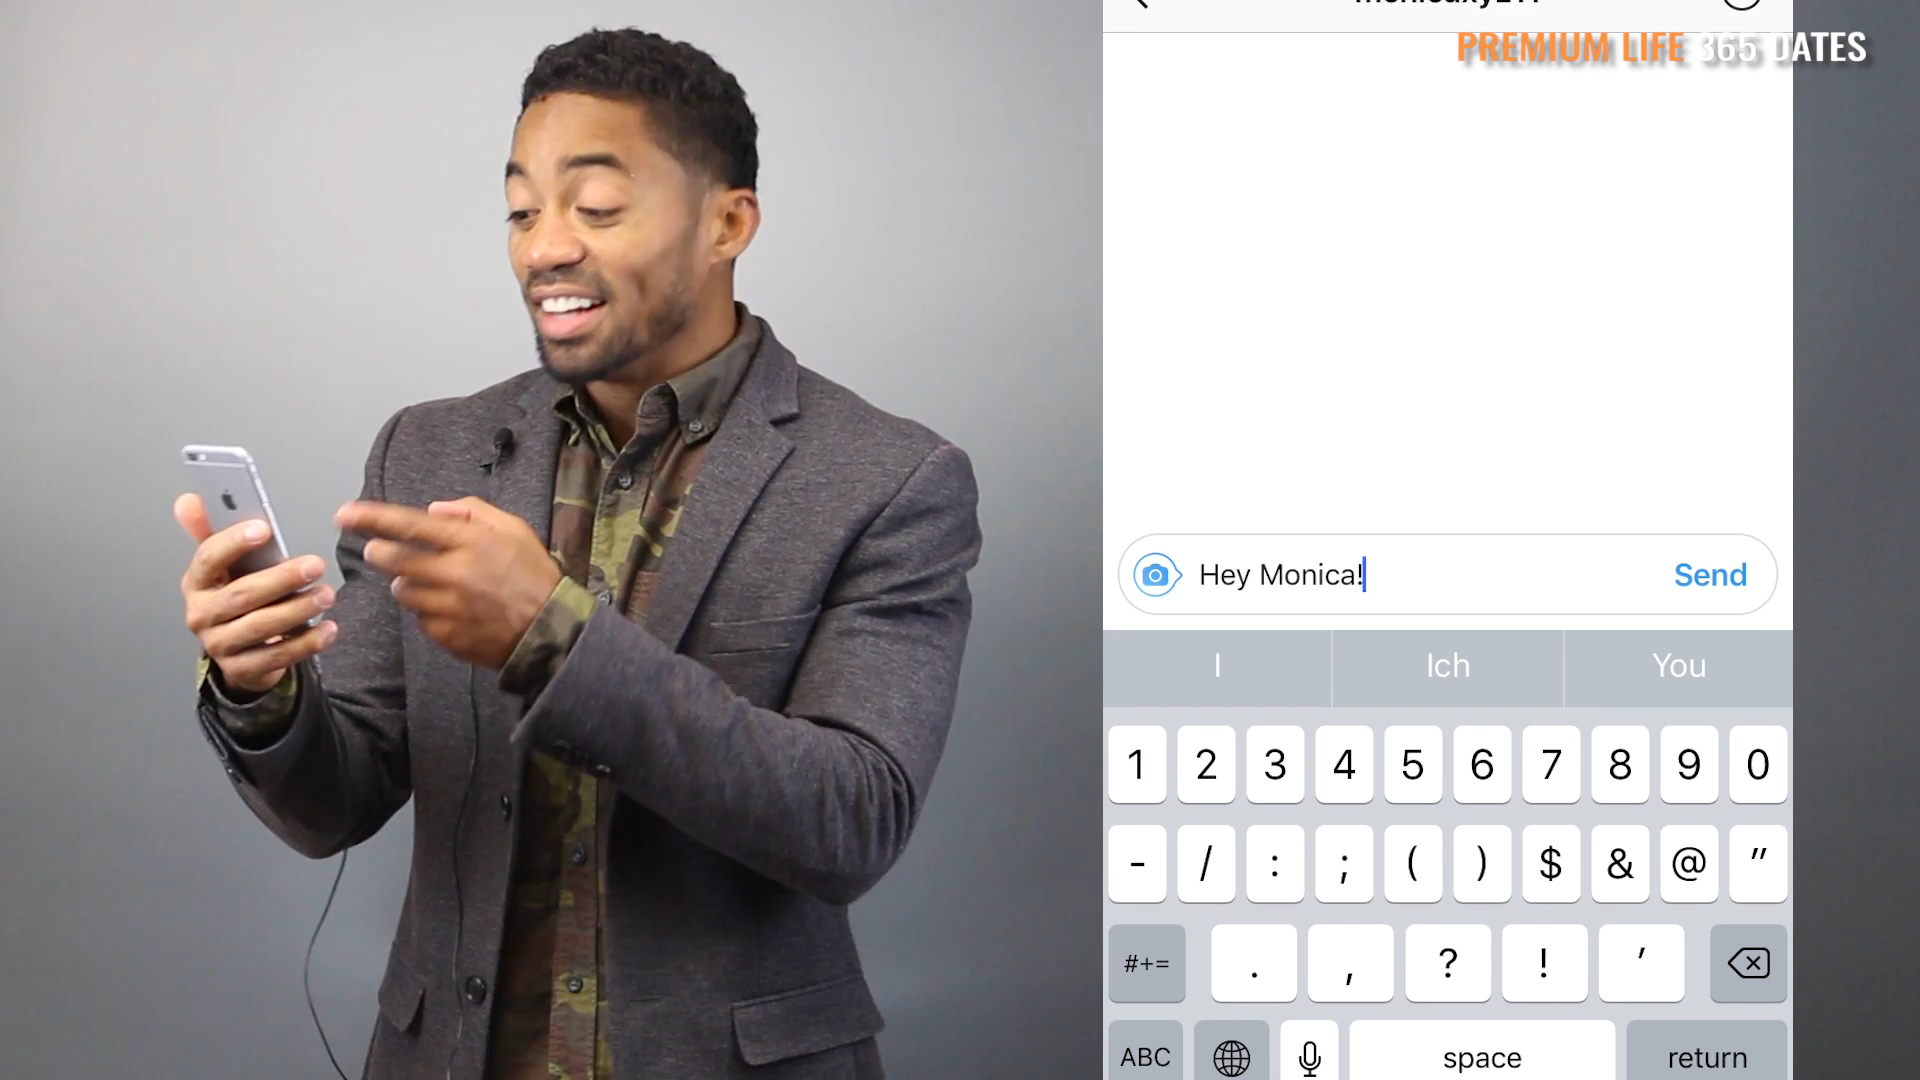 PREMIUM LIFE 365 DATES
Hey Monica!
Send
I Ich You
1 2 3 4 5 6 7 8 9 0
- / : ; ( ) $ & @ "
#+= . , ? ! '
ABC space return